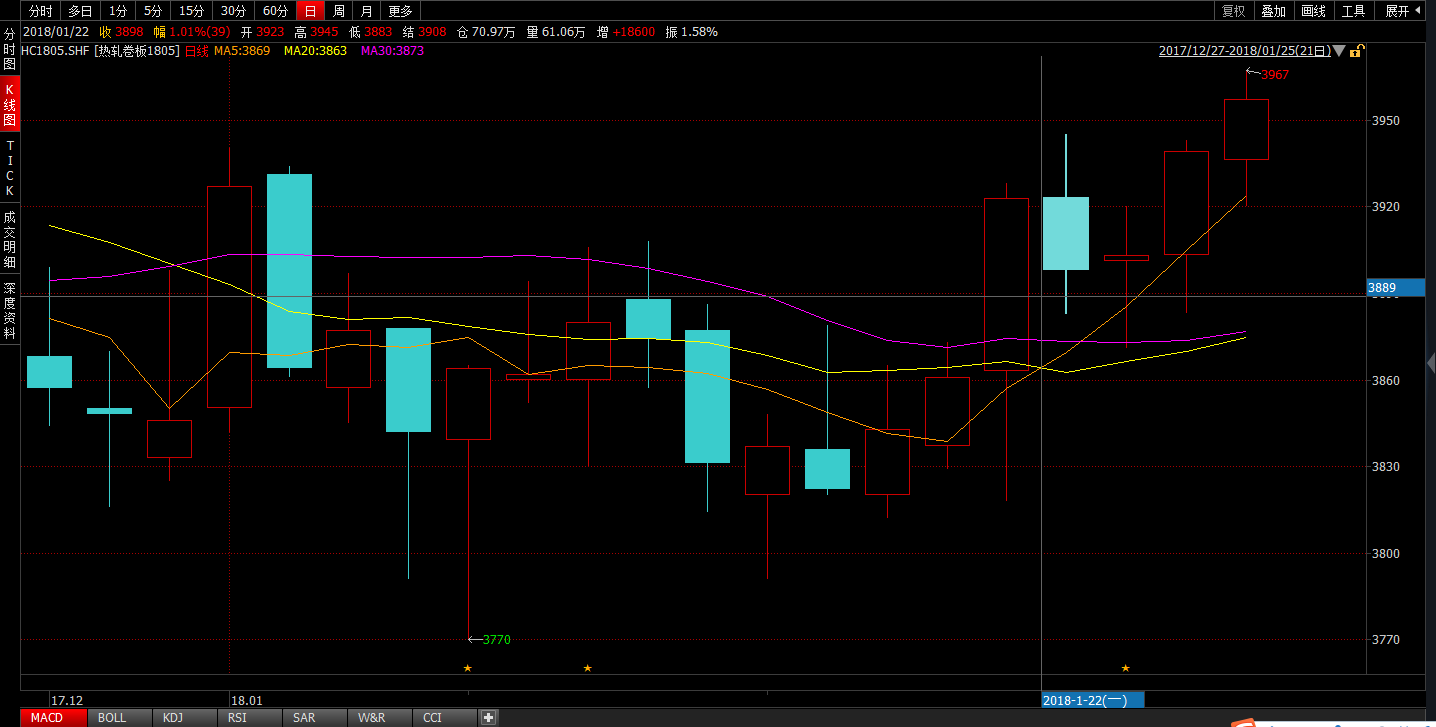 分时 多日 1分 5分 15分 30分 60分 日 周 月 更多 复权 叠加 画线 工具 展开
2018/01/22 收 3898 幅 1.01%(39) 开 3923 高 3945 低 3883 结 3908 仓 70.97万 量 61.06万 增 +18600 振 1.58%
HC1805.SHF [热轧卷板1805] 日线 MA5:3869 MA20:3863 MA30:3873 2017/12/27-2018/01/25(21日)
分时图
K线图
TICK
成交明细
深度资料
3967
3950
3920
3889
3860
3830
3800
3770
3770
17.12 18.01 2018-1-22(一)
MACD BOLL KDJ RSI SAR W&R CCI